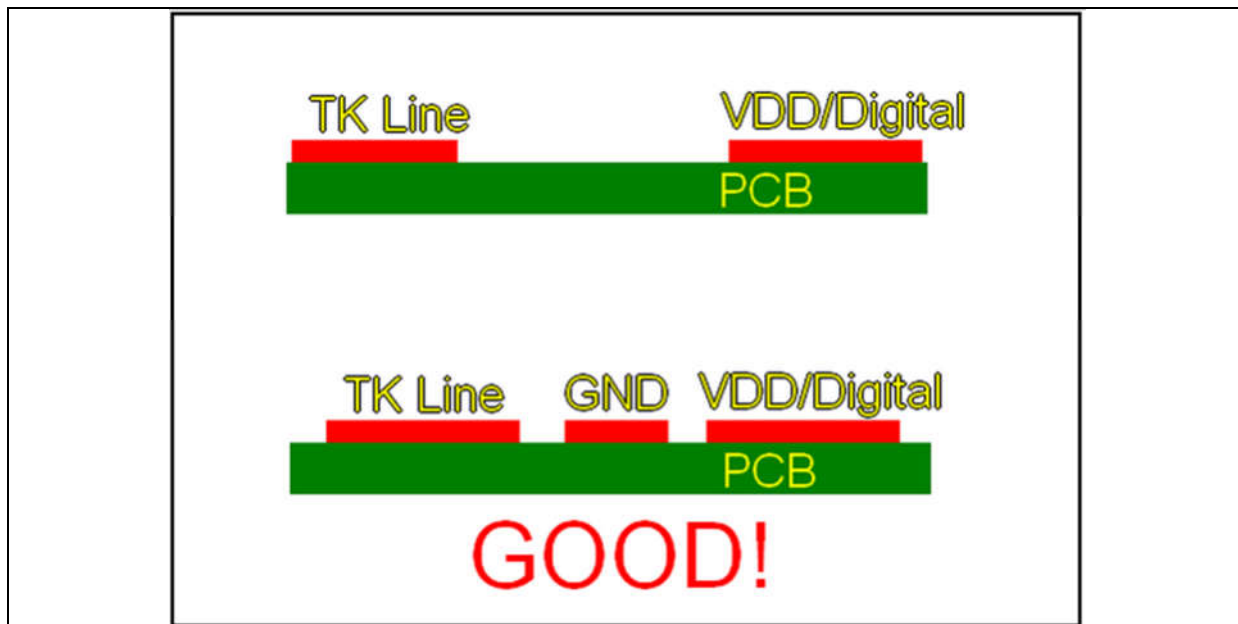 TK Line VDD/Digital
PCB
TK Line GND VDD/Digital
PCB
GOOD!